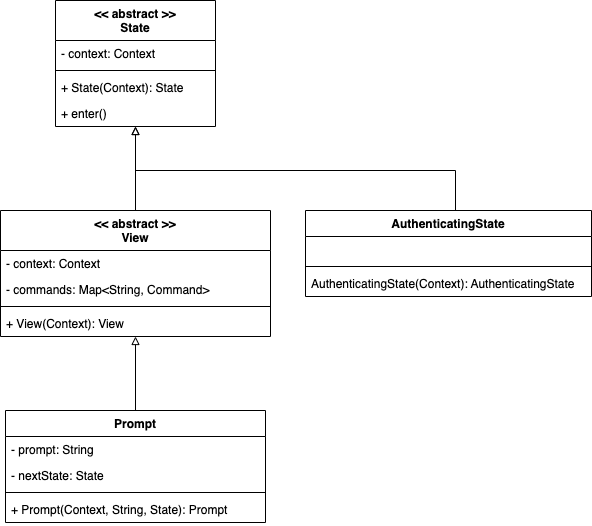 << abstract >>
State
- context: Context
+ State(Context): State
+ enter()
<< abstract >>
View
- context: Context
- commands: Map<String, Command>
+ View(Context): View
AuthenticatingState
AuthenticatingState(Context): AuthenticatingState
Prompt
- prompt: String
- nextState: State
+ Prompt(Context, String, State): Prompt